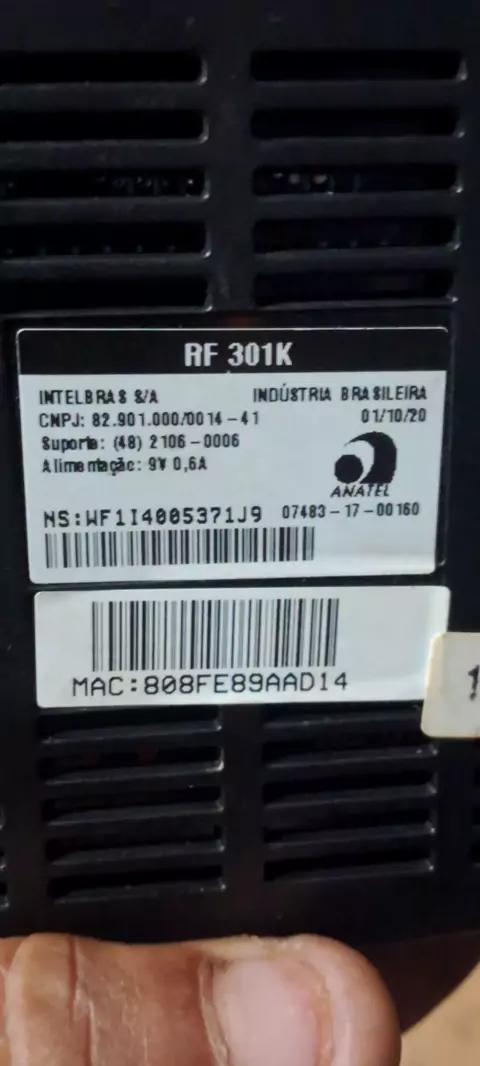 RF 301K
INTELBRAS S/A INDÚSTRIA BRASILEIRA
CNPJ: 82.901.000/0014-41 01/10/20
Suporte: (48) 2106-0006
Alimentação: 9V 0,6A
ANATEL
NS:WF1I4005371J9 07483-17-00160
MAC:808FE89AAD14
1